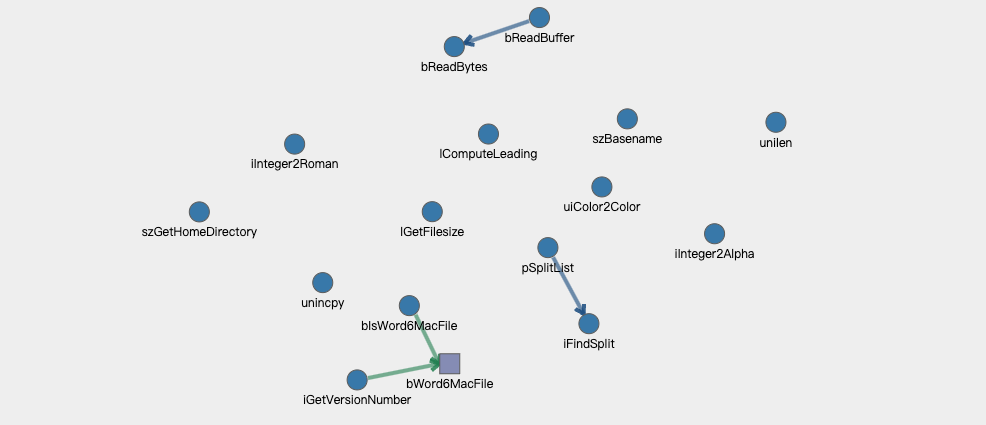 bReadBuffer
bReadBytes
szBasename
unilen
lComputeLeading
iInteger2Roman
uiColor2Color
szGetHomeDirectory
lGetFilesize
iInteger2Alpha
pSplitList
unincpy
bIsWord6MacFile
iFindSplit
bWord6MacFile
iGetVersionNumber